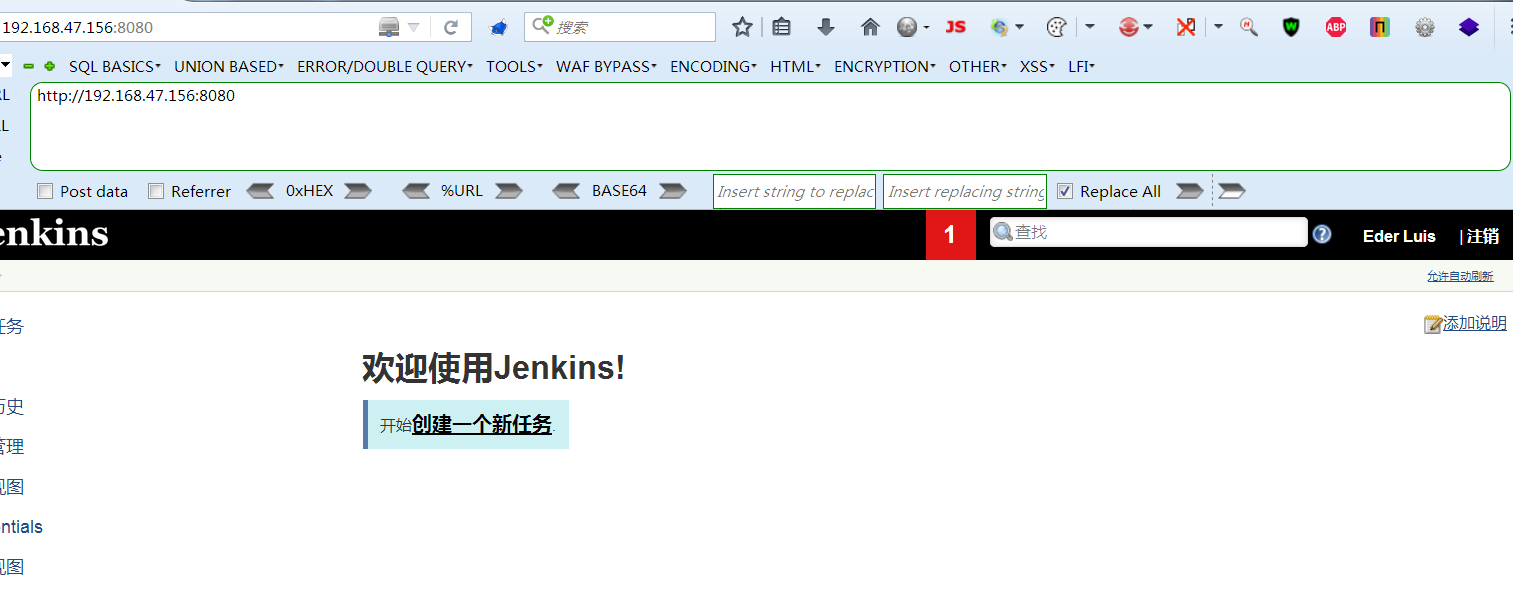 192.168.47.156:8080 搜索 JS ABP
SQL BASICS UNION BASED ERROR/DOUBLE QUERY TOOLS WAF BYPASS ENCODING HTML ENCRYPTION OTHER XSS LFI
RL
http://192.168.47.156:8080
LL
e
Post data Referrer 0xHEX %URL BASE64 Insert string to replac Insert replacing string Replace All
enkins 1 查找 Eder Luis | 注销
允许自动刷新
任务 添加说明
欢迎使用Jenkins!
历史 开始创建一个新任务.
管理
视图
entials
视图